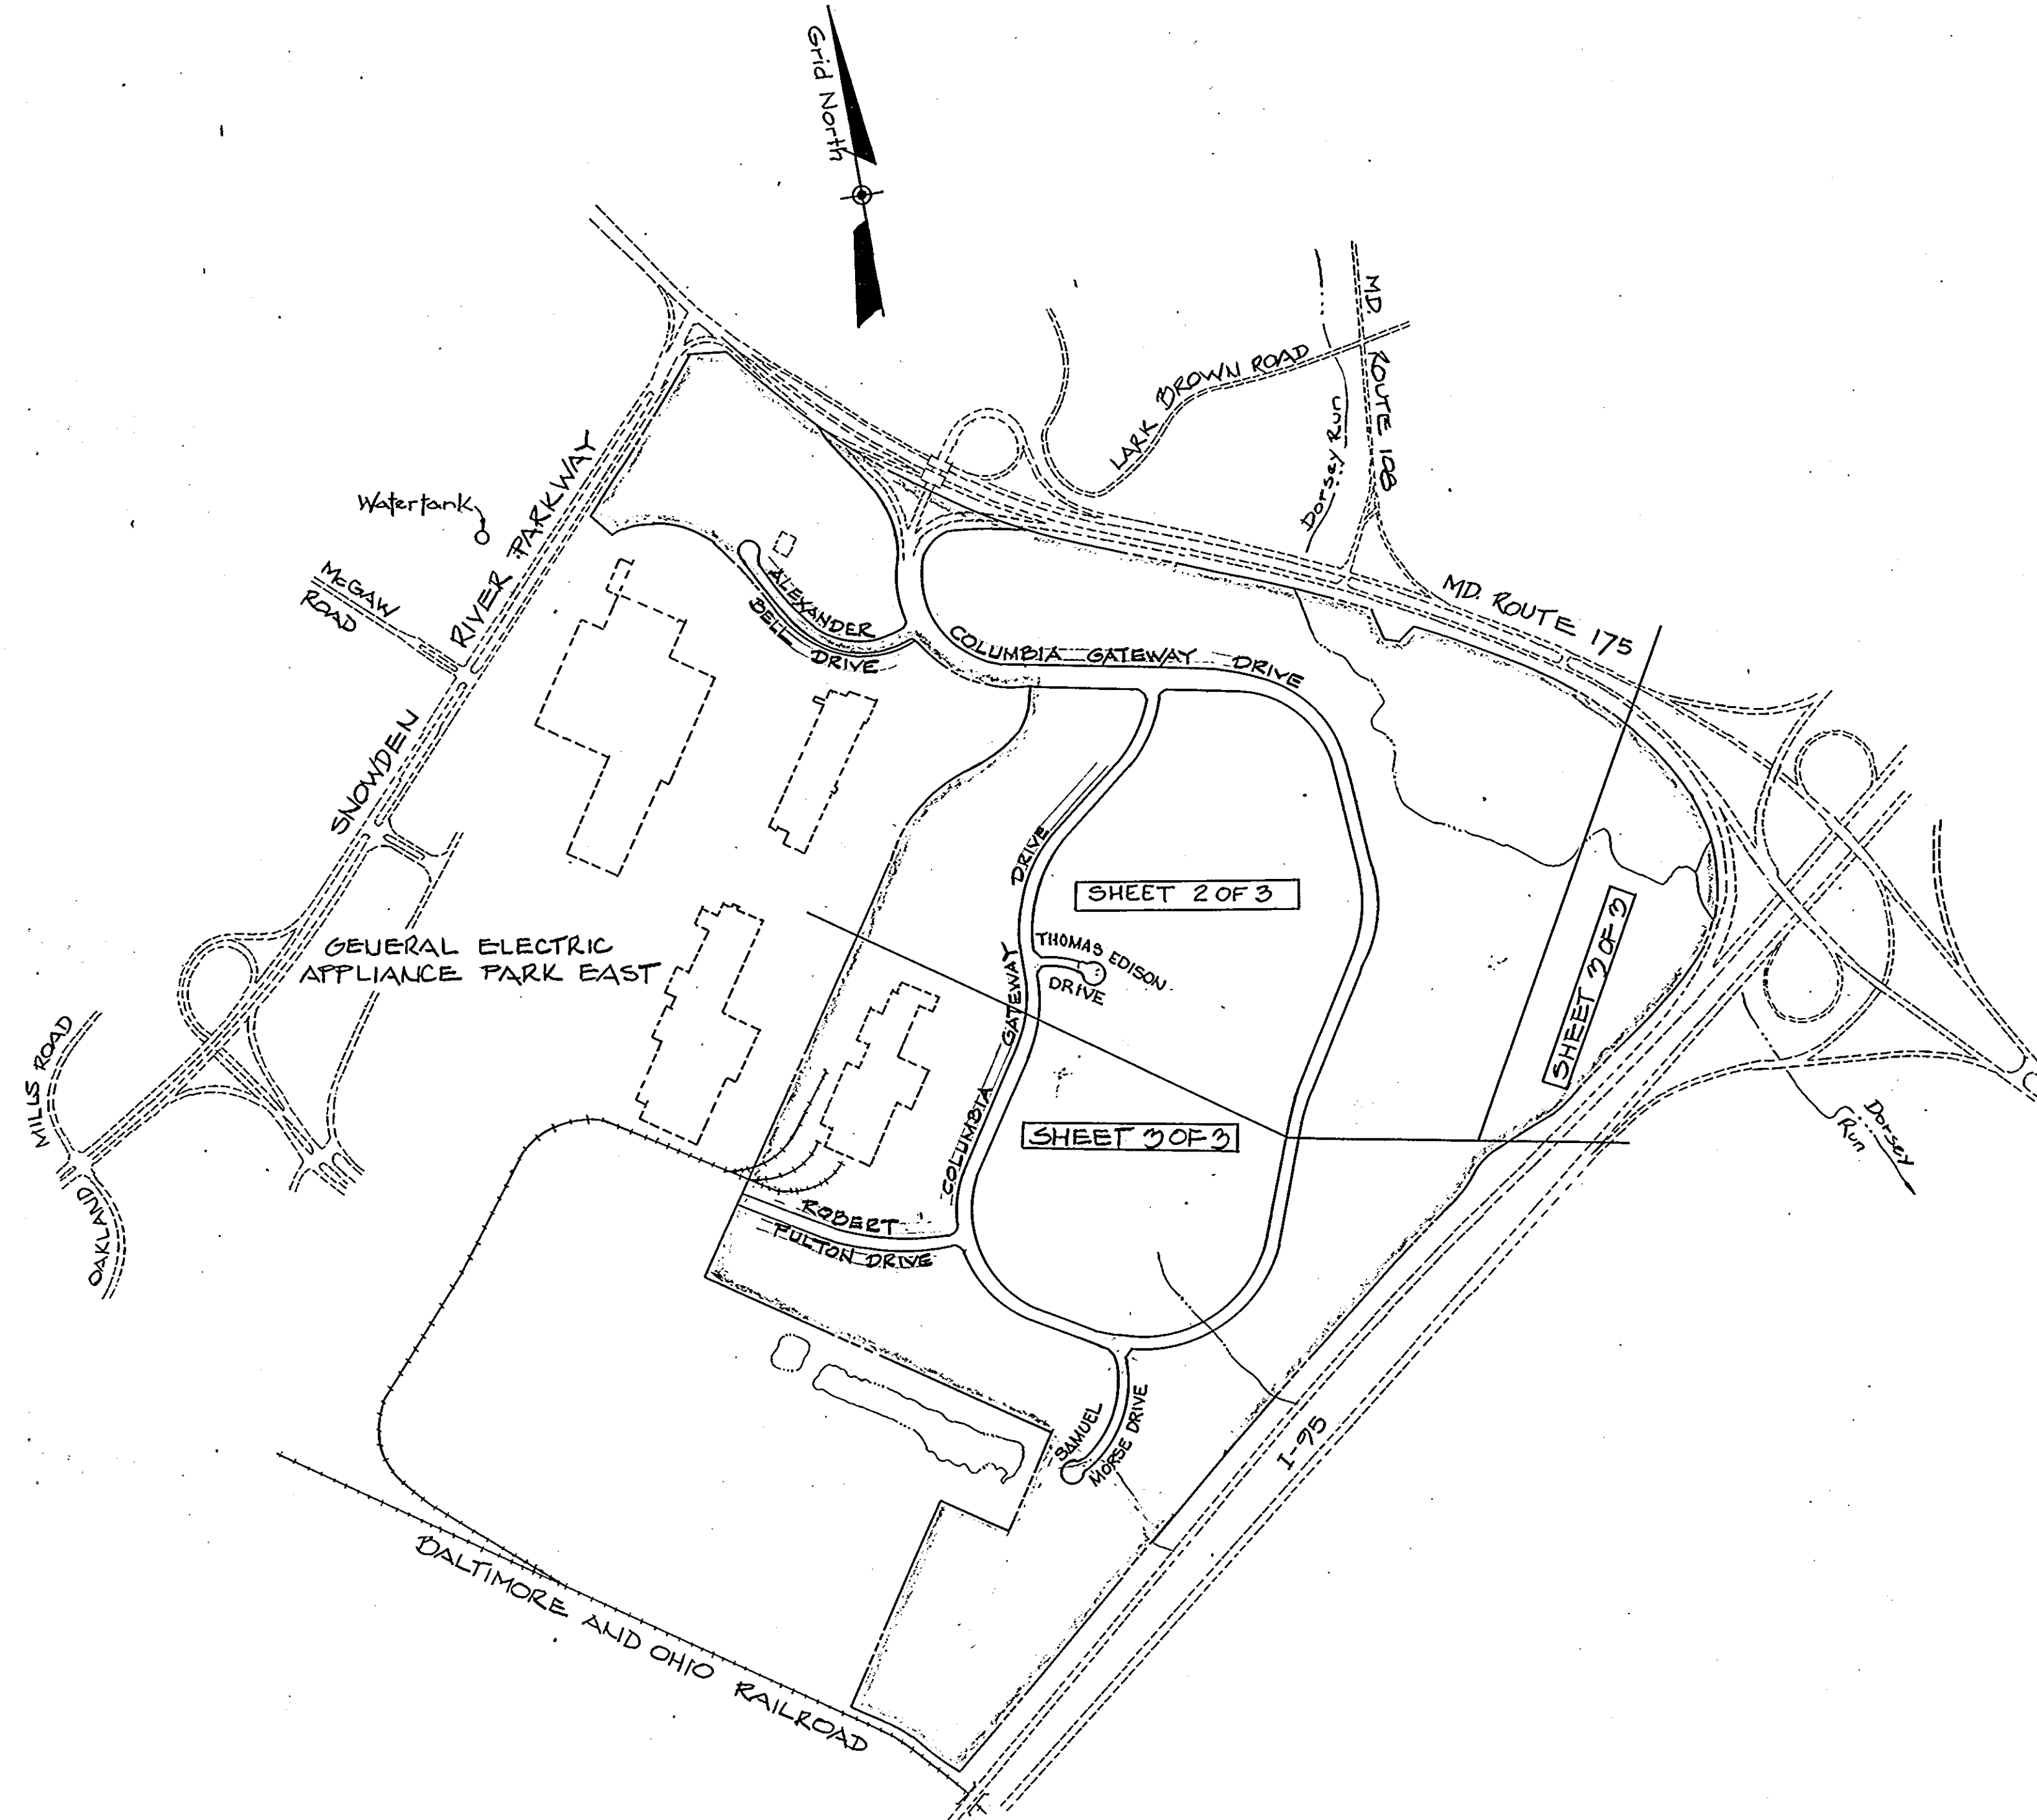 Grid North
MD. ROUTE 108
LARK BROWN ROAD
Dorsey Run
SNOWDEN RIVER PARKWAY
Watertank
McGAW
ROAD
MD. ROUTE 175
ALEXANDER
BELL DRIVE
COLUMBIA GATEWAY DRIVE
SHEET 2 OF 3
SHEET 3 OF 3
THOMAS EDISON
DRIVE
COLUMBIA GATEWAY DRIVE
GENERAL ELECTRIC
APPLIANCE PARK EAST
OAKLAND MILLS ROAD
SHEET 3 OF 3
Dorsey
Run
ROBERT
FULTON DRIVE
SAMUEL
MORSE DRIVE
I-95
BALTIMORE AND OHIO RAILROAD